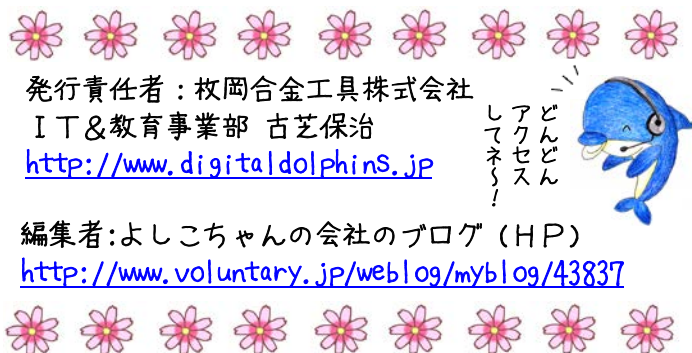 発行責任者：枚岡合金工具株式会社
ＩＴ＆教育事業部 古芝保治
http://www.digitaldolphins.jp
どんどん
アクセス
してネ～！
編集者:よしこちゃんの会社のブログ（ＨＰ）
http://www.voluntary.jp/weblog/myblog/43837